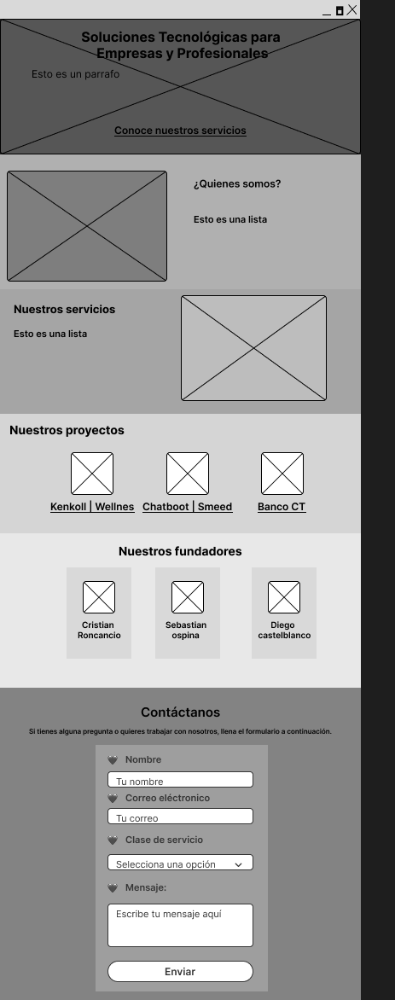 Soluciones Tecnológicas para
Empresas y Profesionales
Esto es un parrafo
Conoce nuestros servicios
¿Quienes somos?
Esto es una lista
Nuestros servicios
Esto es una lista
Nuestros proyectos
Kenkoll | Wellnes
Chatboot | Smeed
Banco CT
Nuestros fundadores
Cristian
Roncancio
Sebastian
ospina
Diego
castelblanco
Contáctanos
Si tienes alguna pregunta o quieres trabajar con nosotros, llena el formulario a continuación.
Nombre
Tu nombre
Correo eléctronico
Tu correo
Clase de servicio
Selecciona una opción
Mensaje:
Escribe tu mensaje aquí
Enviar